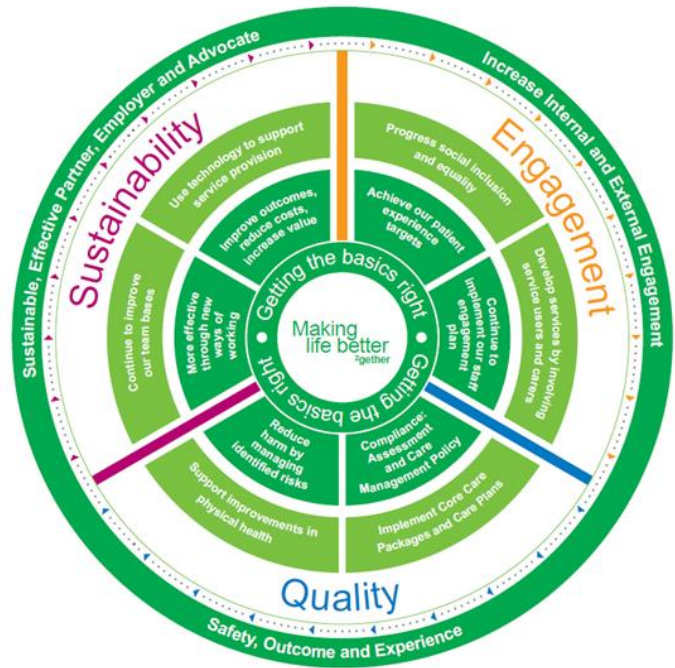 Sustainable, Effective Partner, Employer and Advocate
Increase Internal and External Engagement
Safety, Outcome and Experience
Sustainability
Engagement
Quality
Use technology to support
service provision
Continue to improve
our team bases
Improve outcomes,
reduce costs,
increase value
More effective
through new
ways of
working
Progress social inclusion
and equality
Develop services by involving
service users and carers
Achieve our patient
experience
targets
Continue to
implement our staff
engagement
plan
Reduce
harm by
managing
identified risks
Compliance:
Assessment
and Care
Management Policy
Support improvements in
physical health
Implement Core Care
Packages and Care Plans
Getting the basics right
Getting the basics right
Making
life better
²gether